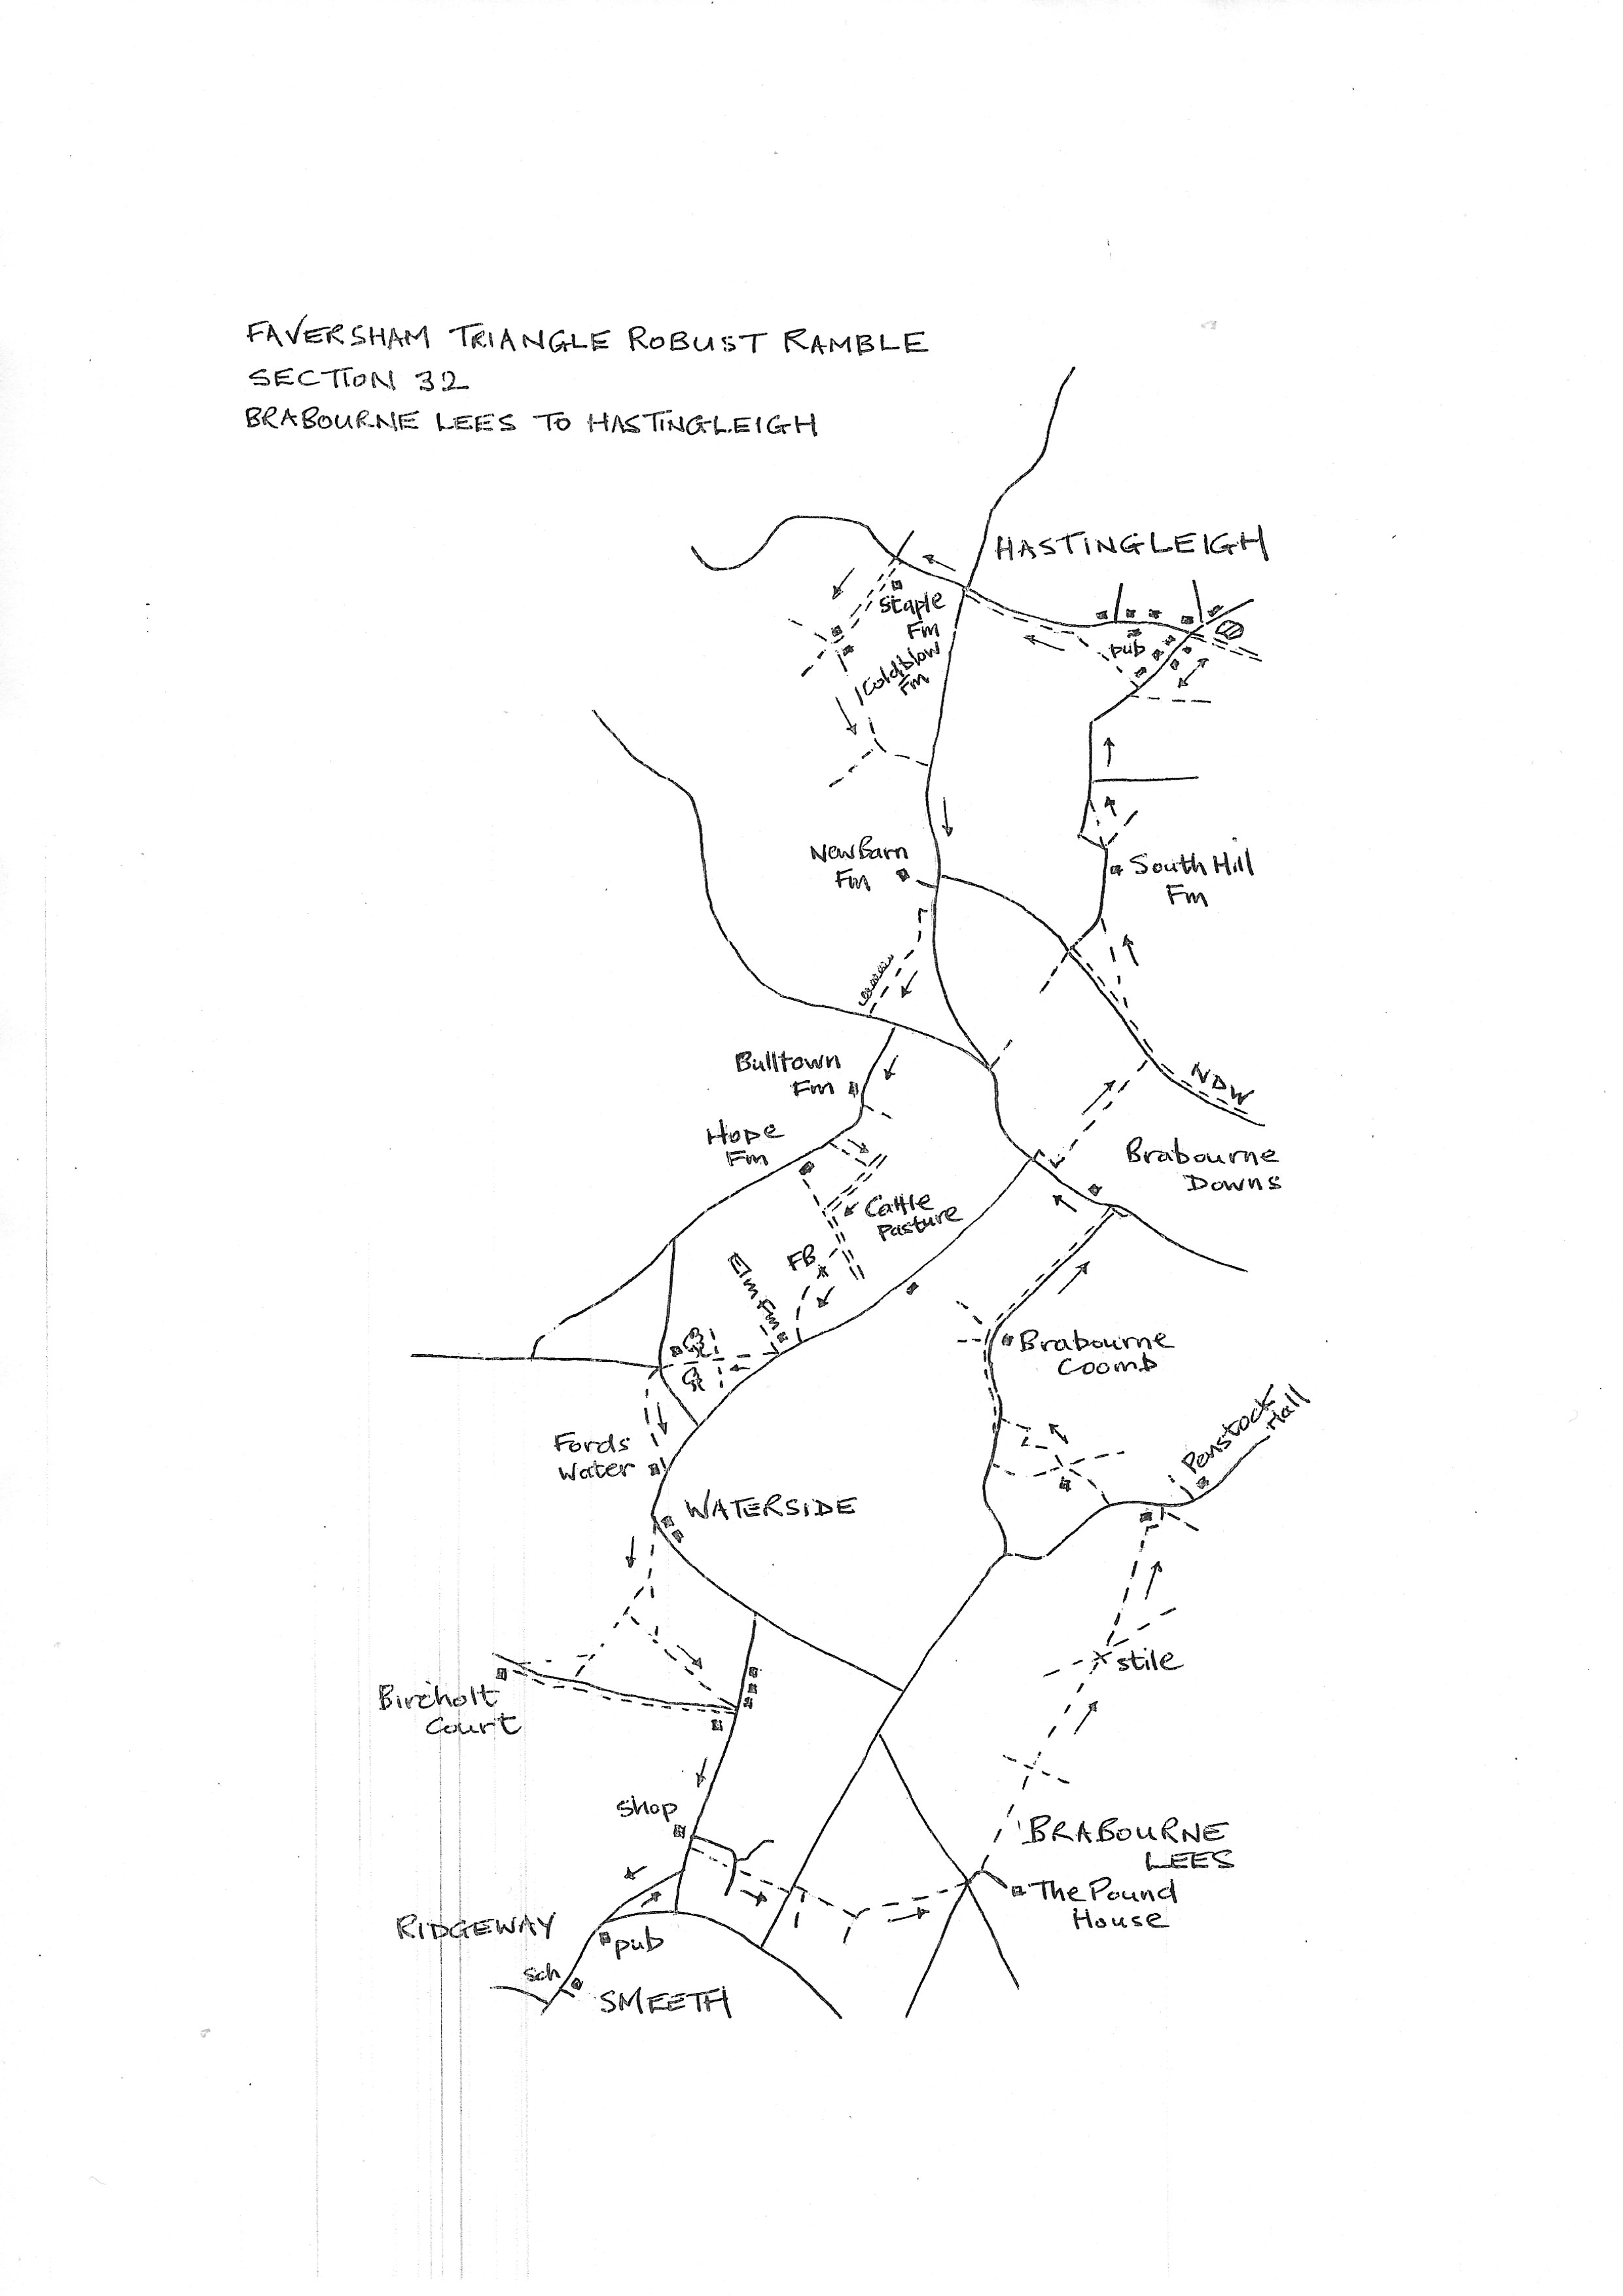 FAVERSHAM TRIANGLE ROBUST RAMBLE
SECTION 32
BRABOURNE LEES TO HASTINGLEIGH
HASTINGLEIGH
Staple
Fm
pub
Coldblow
Fm
New Barn
Fm
South Hill
Fm
Bulltown
Fm
NDW
Hope
Fm
Brabourne
Downs
Cattle
Pasture
FB
Elm Fm
Brabourne
Coomb
Penstock
Hall
Fords
Water
WATERSIDE
stile
Bircholt
Court
shop
BRABOURNE
LEES
The Pound
House
RIDGEWAY
pub
sch
SMEETH